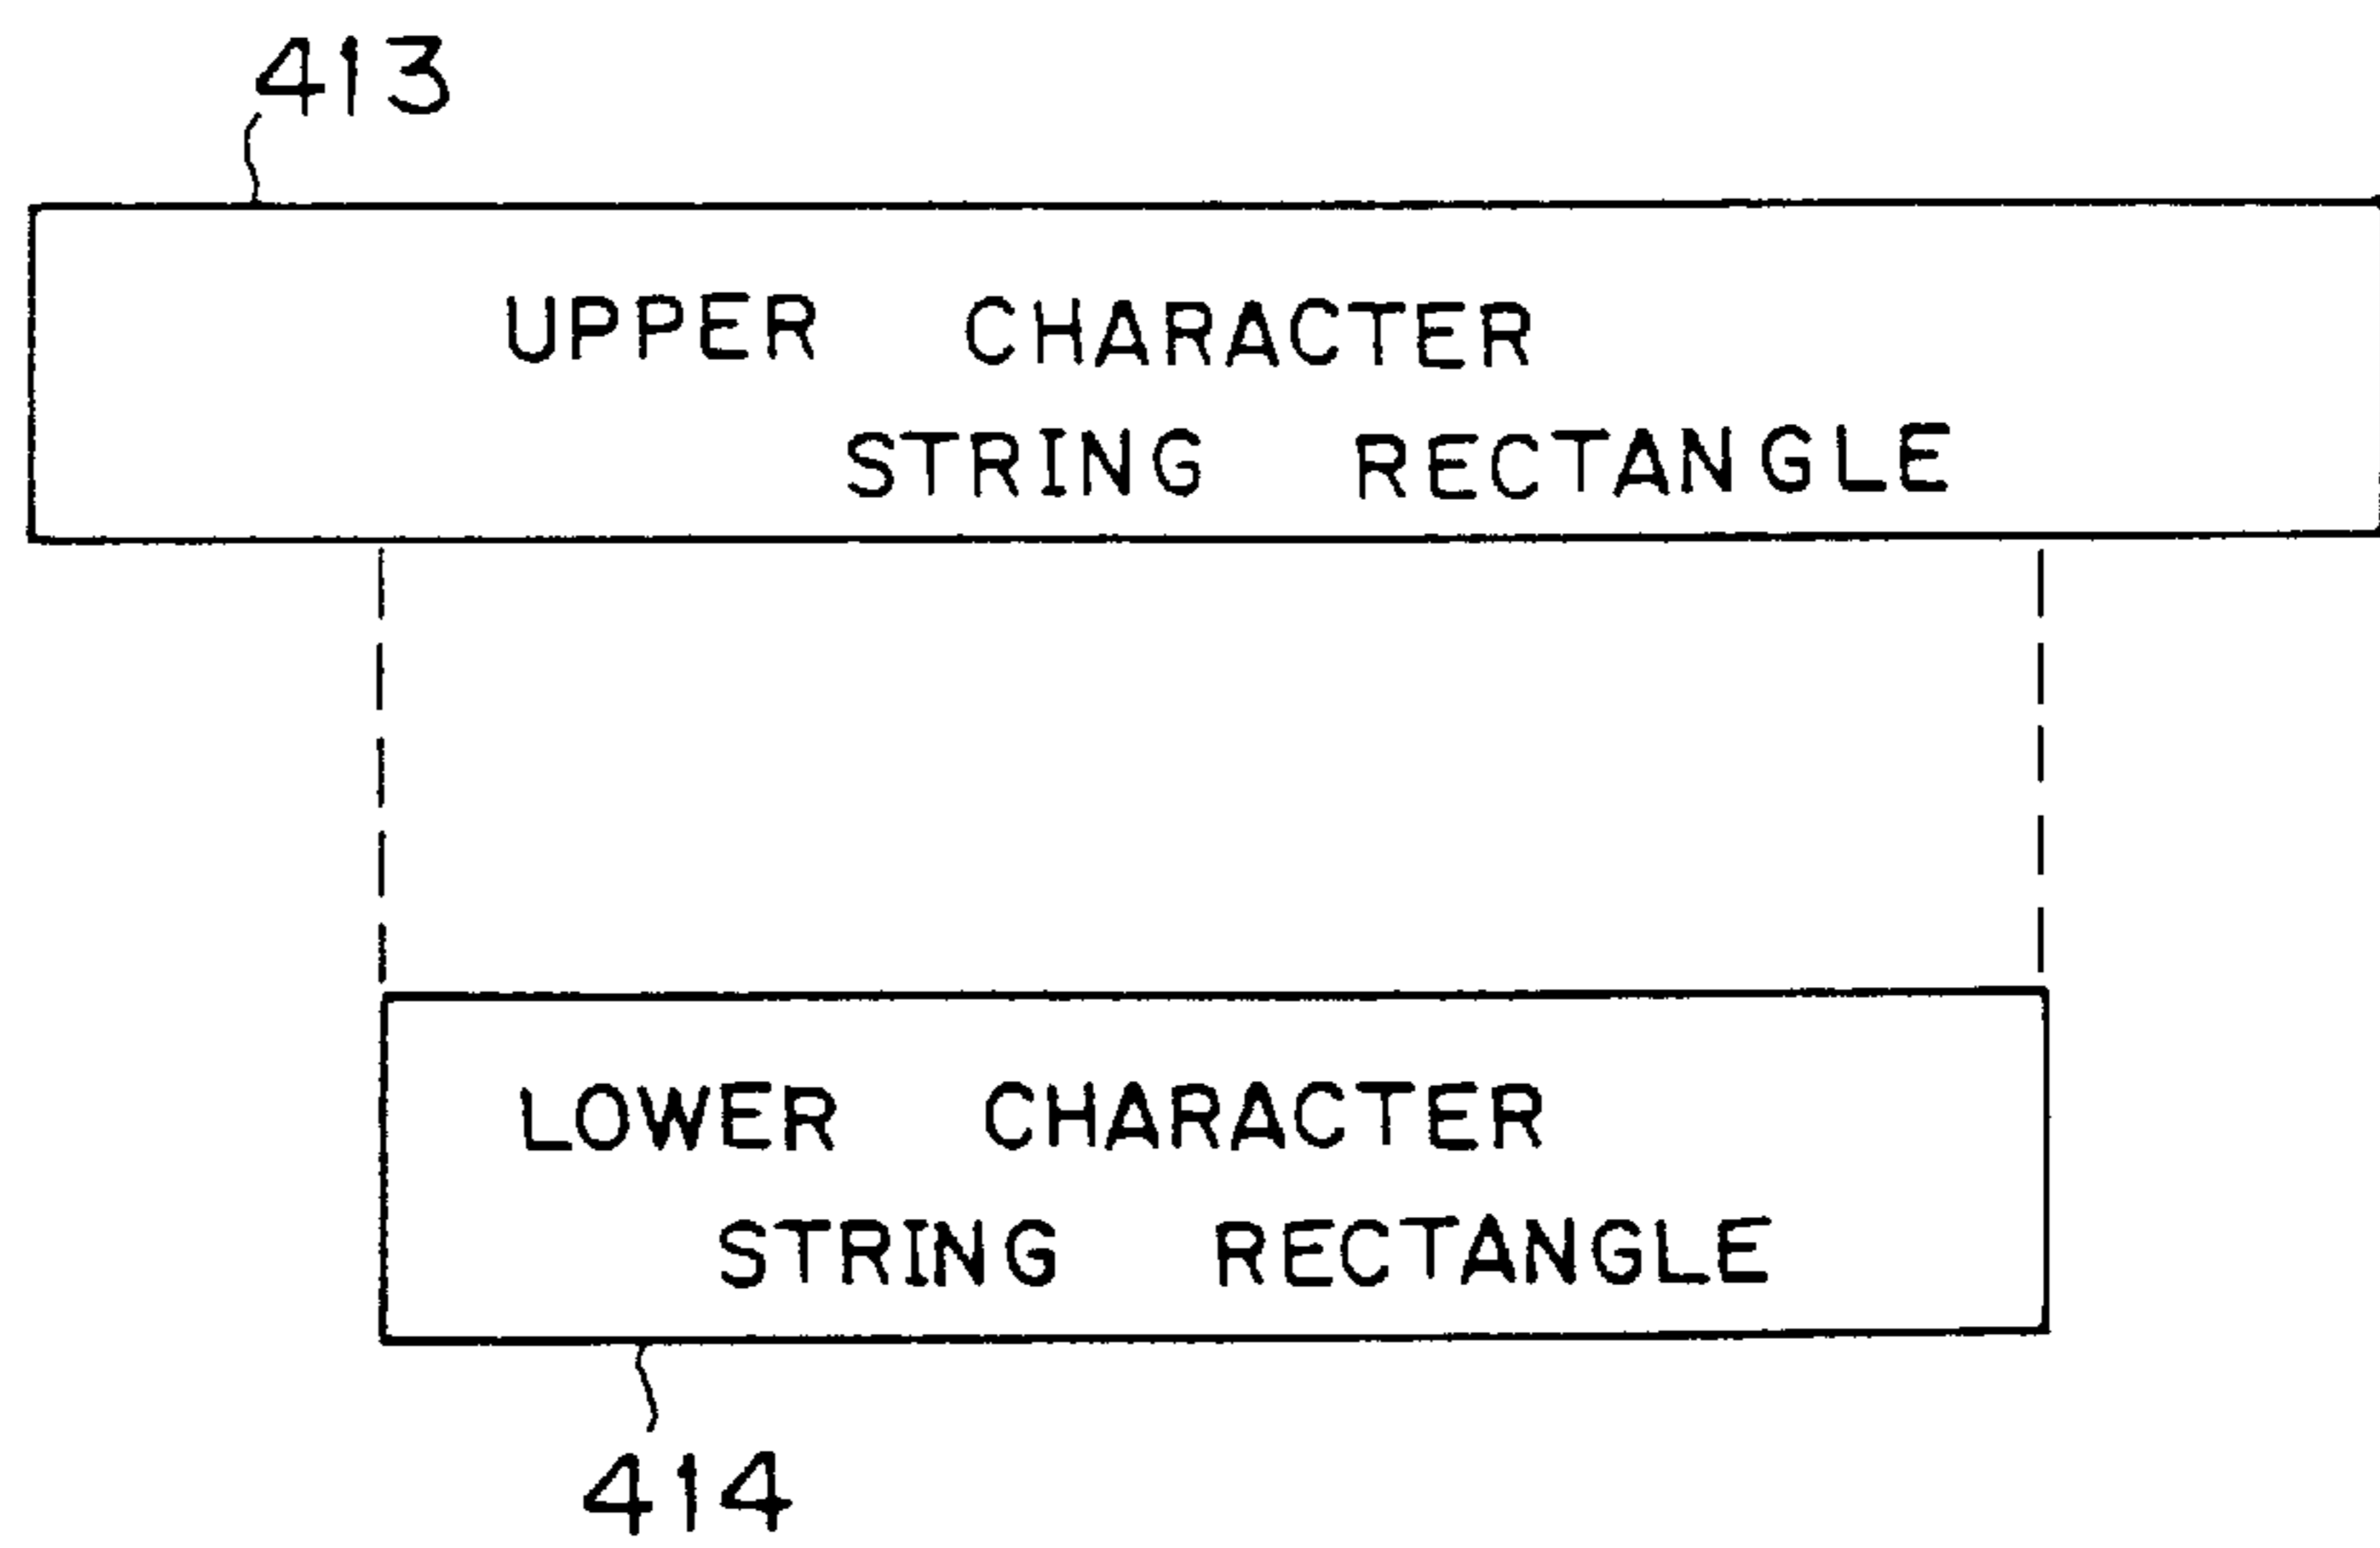 413
UPPER CHARACTER
STRING RECTANGLE
LOWER CHARACTER
STRING RECTANGLE
414